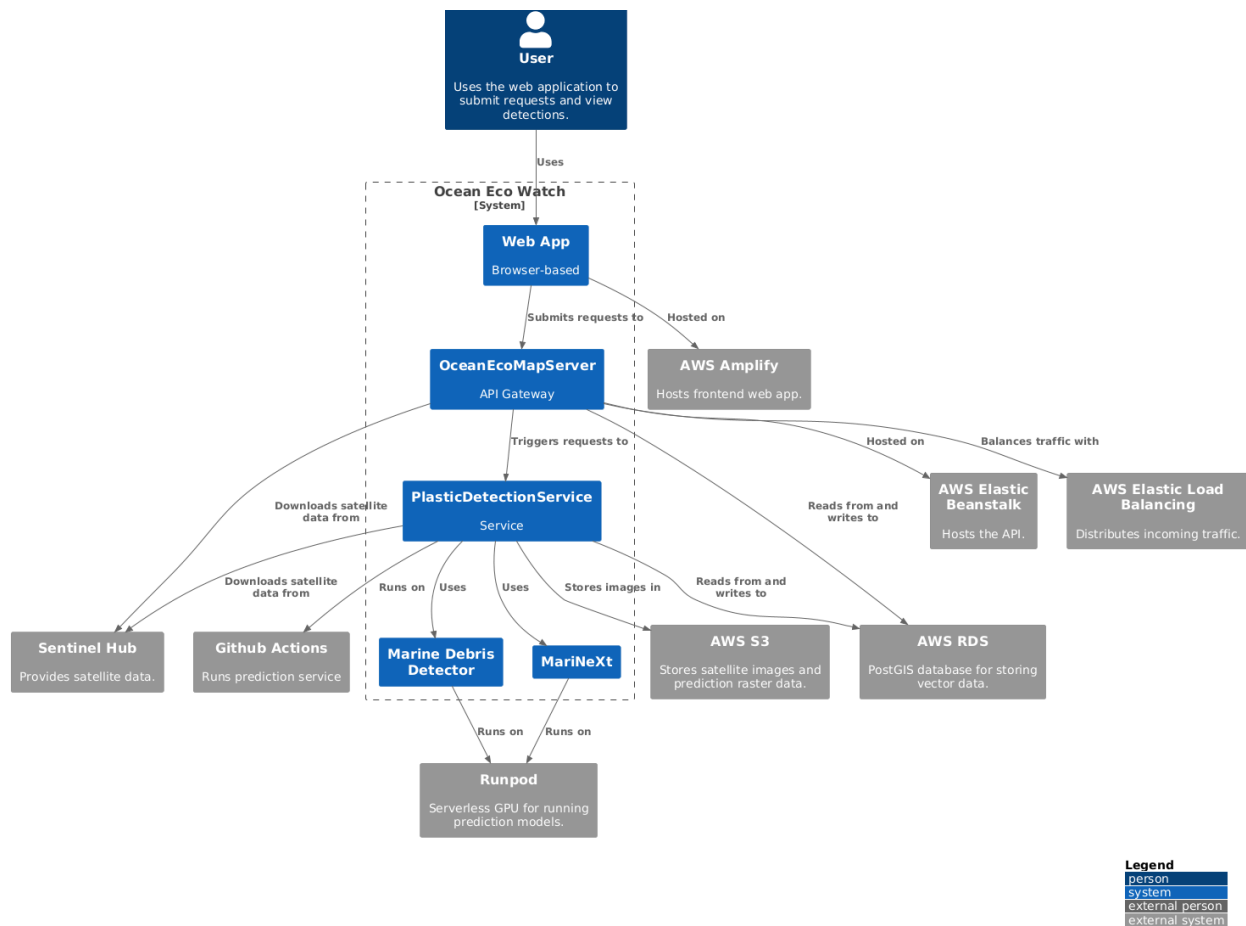 User
Uses the web application to
submit requests and view
detections.
Uses
Ocean Eco Watch
[System]
Web App
Browser-based
Submits requests to
Hosted on
OceanEcoMapServer
API Gateway
AWS Amplify
Hosts frontend web app.
Triggers requests to
Hosted on
Balances traffic with
PlasticDetectionService
Service
AWS Elastic
Beanstalk
Hosts the API.
AWS Elastic Load
Balancing
Distributes incoming traffic.
Downloads satellite
data from
Reads from and
writes to
Downloads satellite
data from
Runs on
Uses
Uses
Stores images in
Reads from and
writes to
Sentinel Hub
Provides satellite data.
Github Actions
Runs prediction service
Marine Debris
Detector
MariNeXt
AWS S3
Stores satellite images and
prediction raster data.
AWS RDS
PostGIS database for storing
vector data.
Runs on
Runs on
Runpod
Serverless GPU for running
prediction models.
Legend
person
system
external person
external system